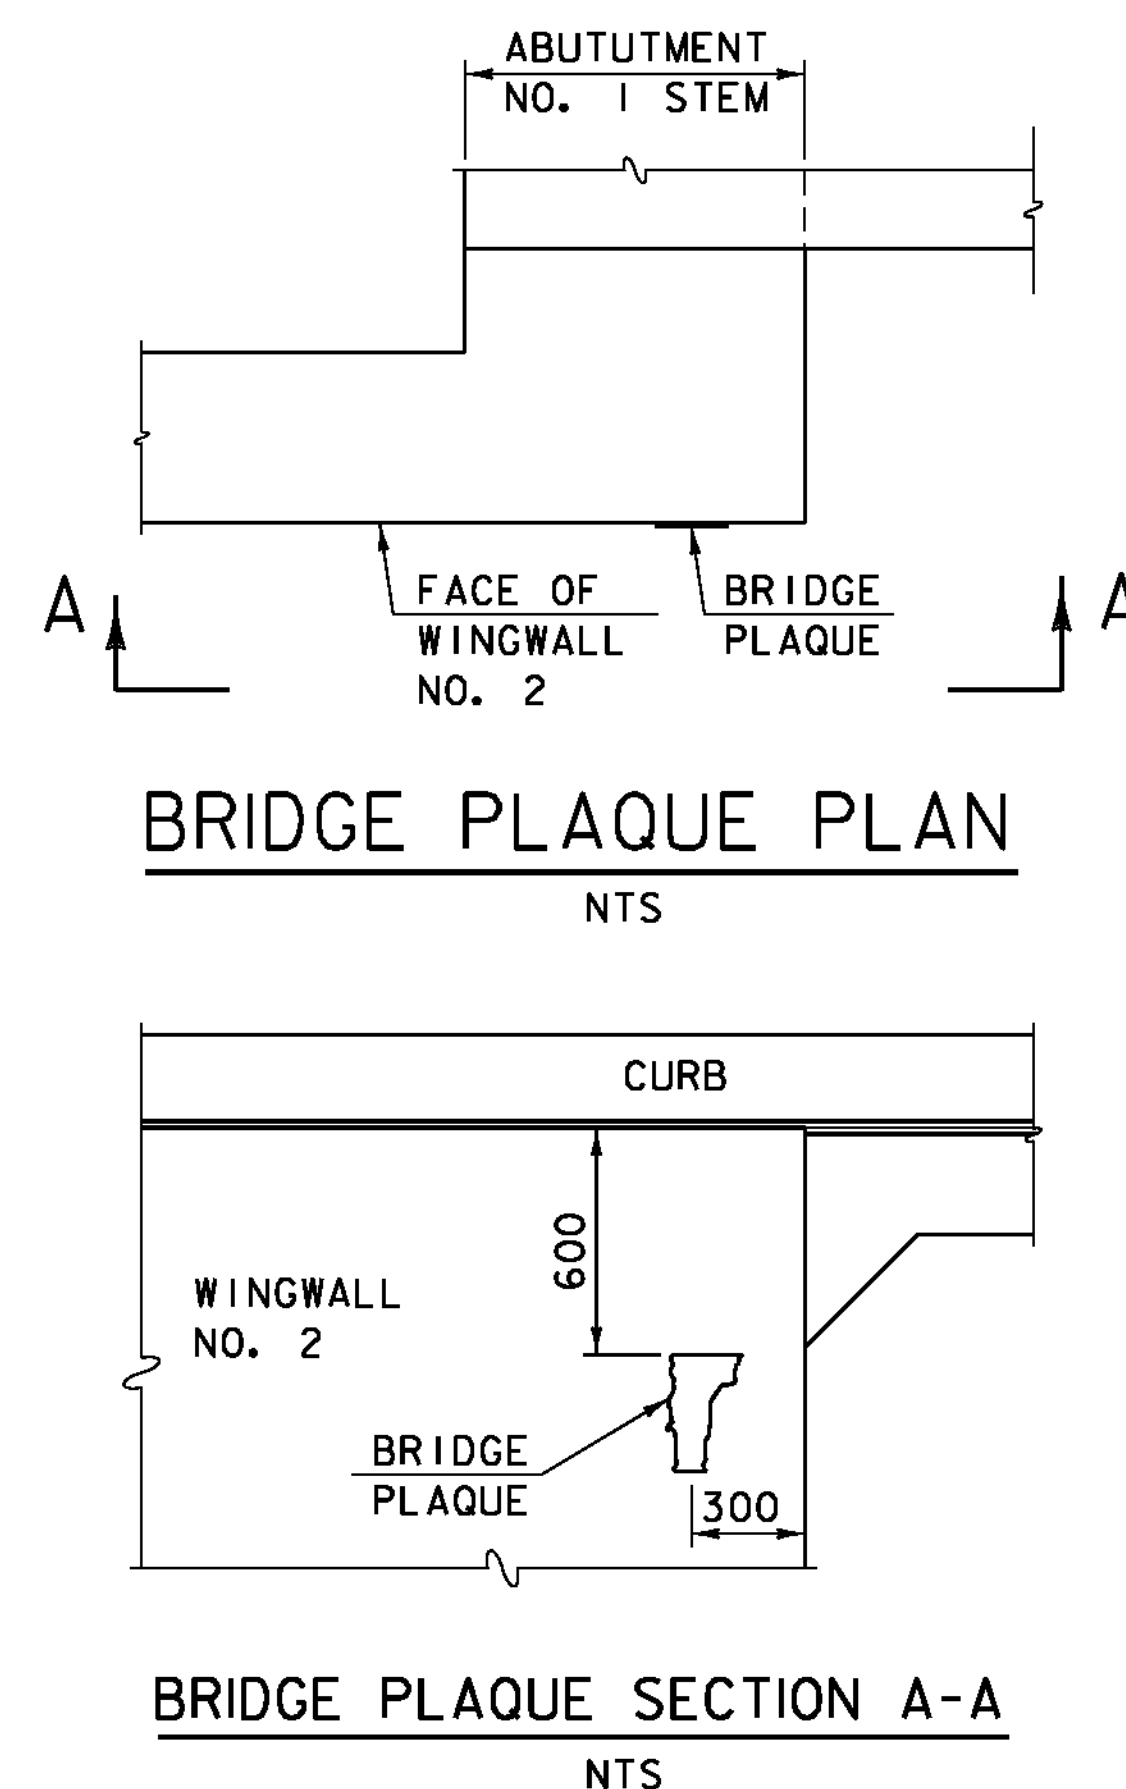 ABUTUTMENT
NO. 1 STEM
FACE OF
WINGWALL
NO. 2
BRIDGE
PLAQUE
A
A
BRIDGE PLAQUE PLAN
NTS
CURB
600
WINGWALL
NO. 2
BRIDGE
PLAQUE
300
BRIDGE PLAQUE SECTION A-A
NTS